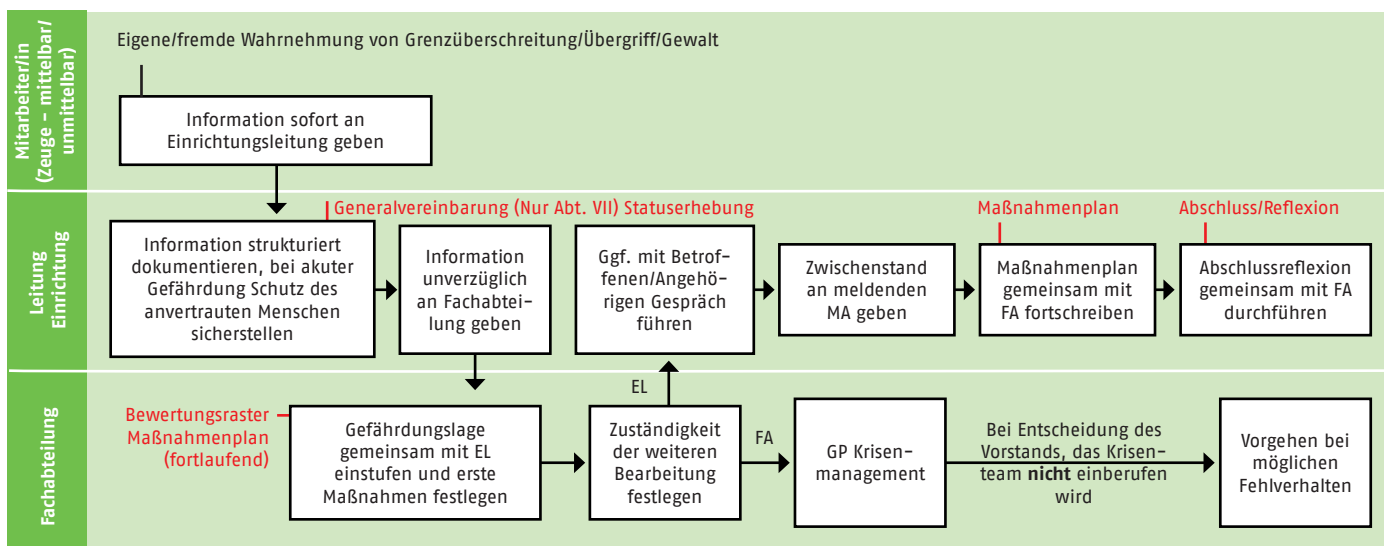 Mitarbeiter/in
(Zeuge – mittelbar/
unmittelbar)
Eigene/fremde Wahrnehmung von Grenzüberschreitung/Übergriff/Gewalt
Information sofort an
Einrichtungsleitung geben
Leitung
Einrichtung
Generalvereinbarung (Nur Abt. VII) Statuserhebung
Maßnahmenplan
Abschluss/Reflexion
Information strukturiert
dokumentieren, bei akuter
Gefährdung Schutz des
anvertrauten Menschen
sicherstellen
Information
unverzüglich
an Fachabtei-
lung geben
Ggf. mit Betrof-
fenen/Angehö-
rigen Gespräch
führen
Zwischenstand
an meldenden
MA geben
Maßnahmenplan
gemeinsam mit
FA fortschreiben
Abschlussreflexion
gemeinsam mit FA
durchführen
Fachabteilung
Bewertungsraster
Maßnahmenplan
(fortlaufend)
Gefährdungslage
gemeinsam mit EL
einstufen und erste
Maßnahmen festlegen
Zuständigkeit
der weiteren
Bearbeitung
festlegen
EL
FA
GP Krisen-
management
Bei Entscheidung des
Vorstands, das Krisen-
team nicht einberufen
wird
Vorgehen bei
möglichen
Fehlverhalten